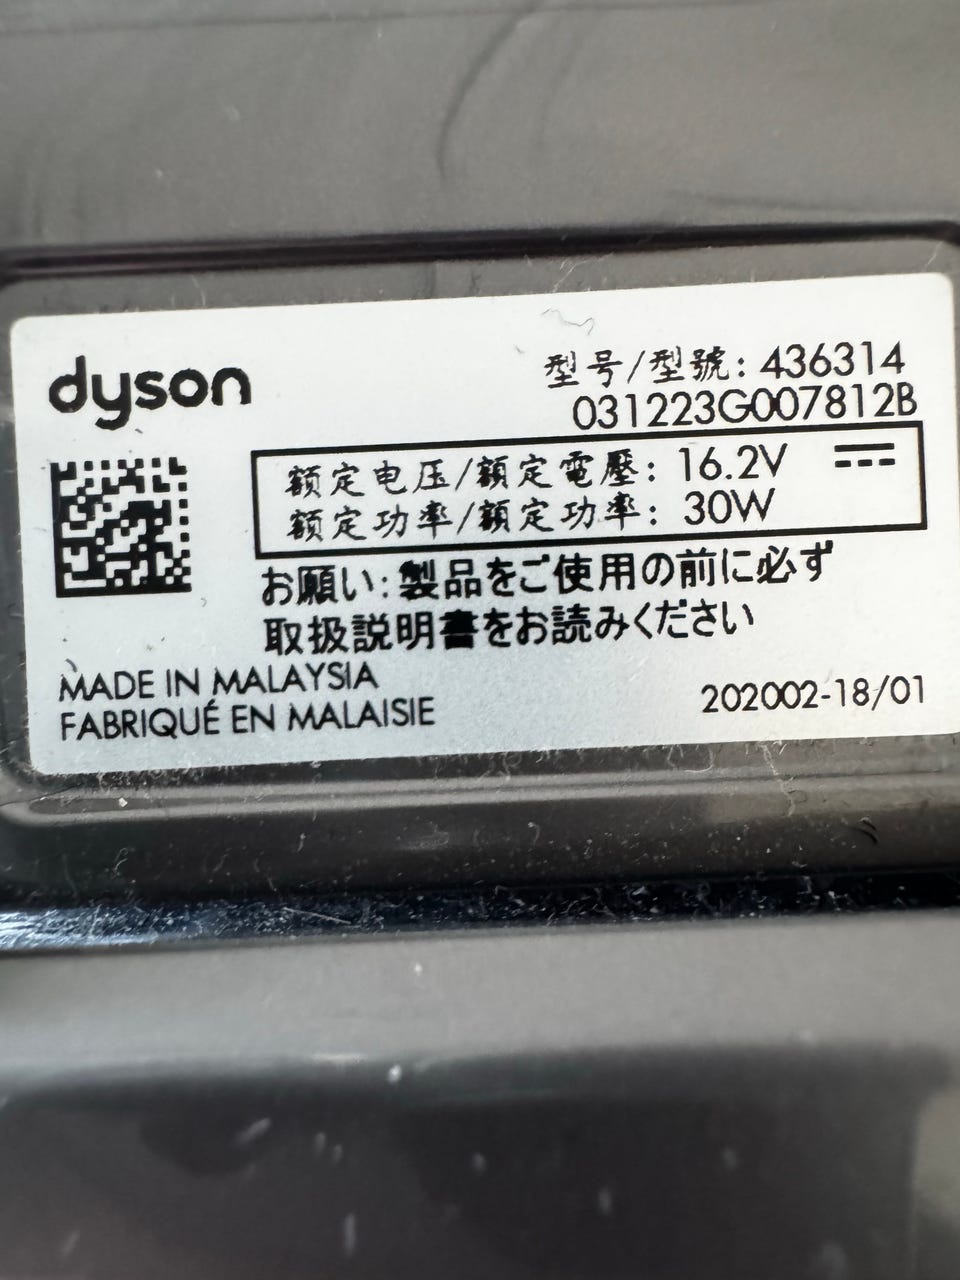 dyson
型号/型號: 436314
031223G007812B
额定电压/額定電壓: 16.2V
额定功率/額定功率: 30W
お願い:製品をご使用の前に必ず
取扱説明書をお読みください
MADE IN MALAYSIA
FABRIQUÉ EN MALAISIE
202002-18/01